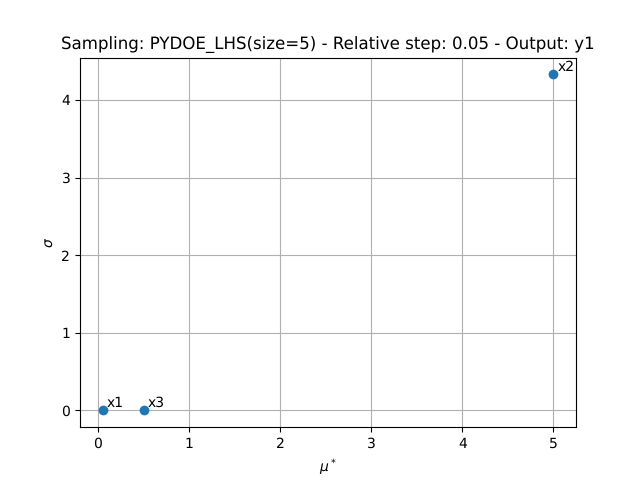 Sampling: PYDOE_LHS(size=5) - Relative step: 0.05 - Output: y1
x2
4
3
σ
2
1
x1 x3
0
0 1 2 3 4 5
μ*